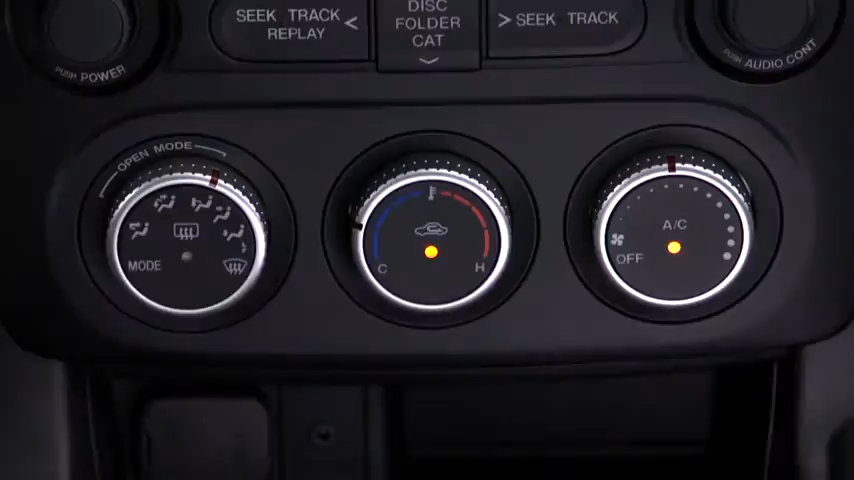 SEEK TRACK <
REPLAY
DISC
FOLDER
CAT
> SEEK TRACK
PUSH POWER
PUSH AUDIO CONT
OPEN MODE
MODE
C
H
A/C
OFF